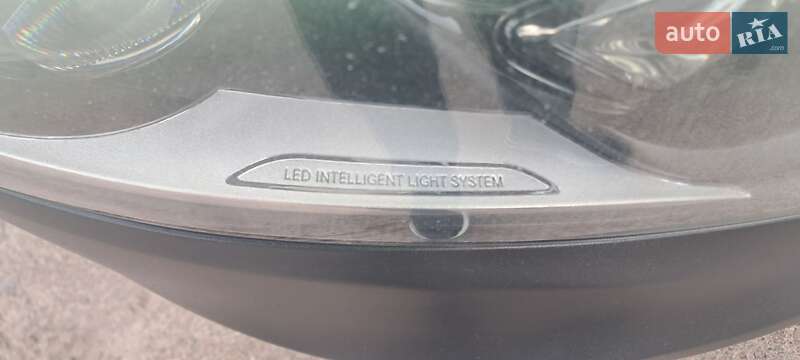 auto RIA
.com
LED INTELLIGENT LIGHT SYSTEM